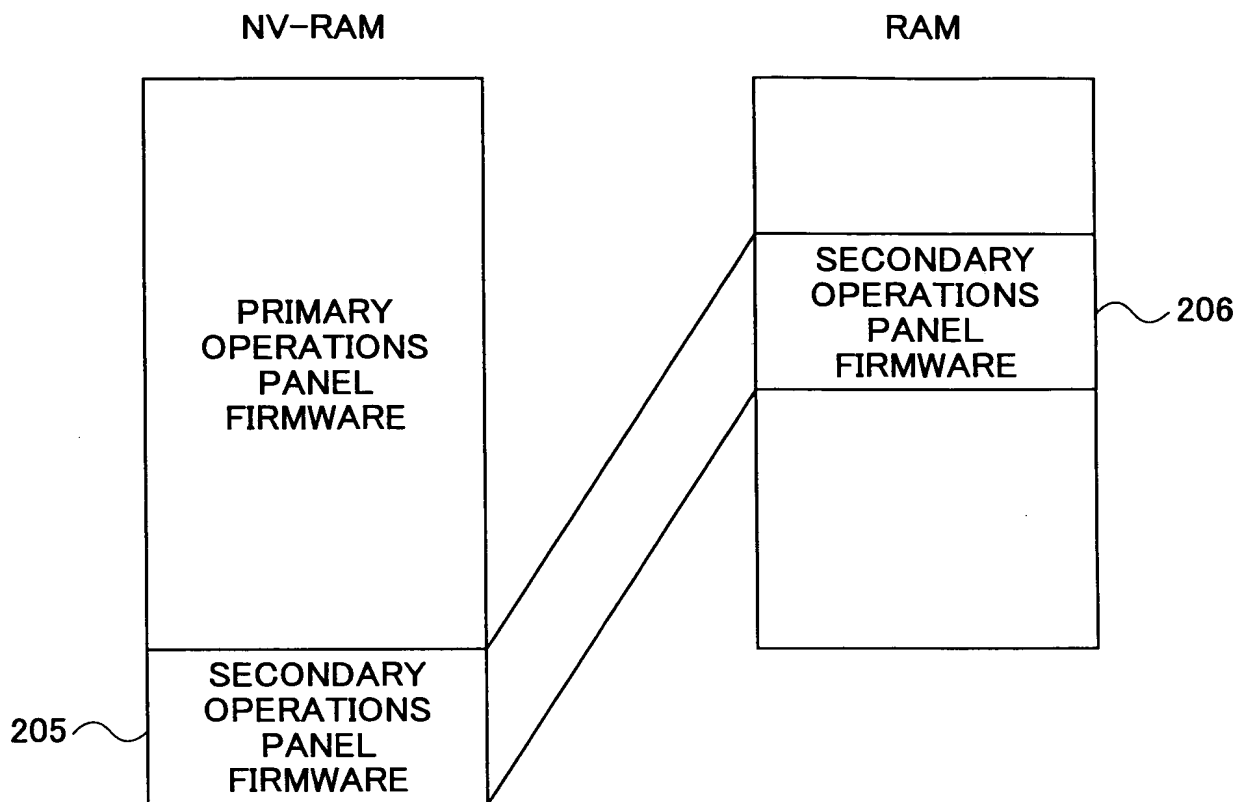 NV-RAM
RAM
PRIMARY
OPERATIONS
PANEL
FIRMWARE
SECONDARY
OPERATIONS
PANEL
FIRMWARE
206
205
SECONDARY
OPERATIONS
PANEL
FIRMWARE